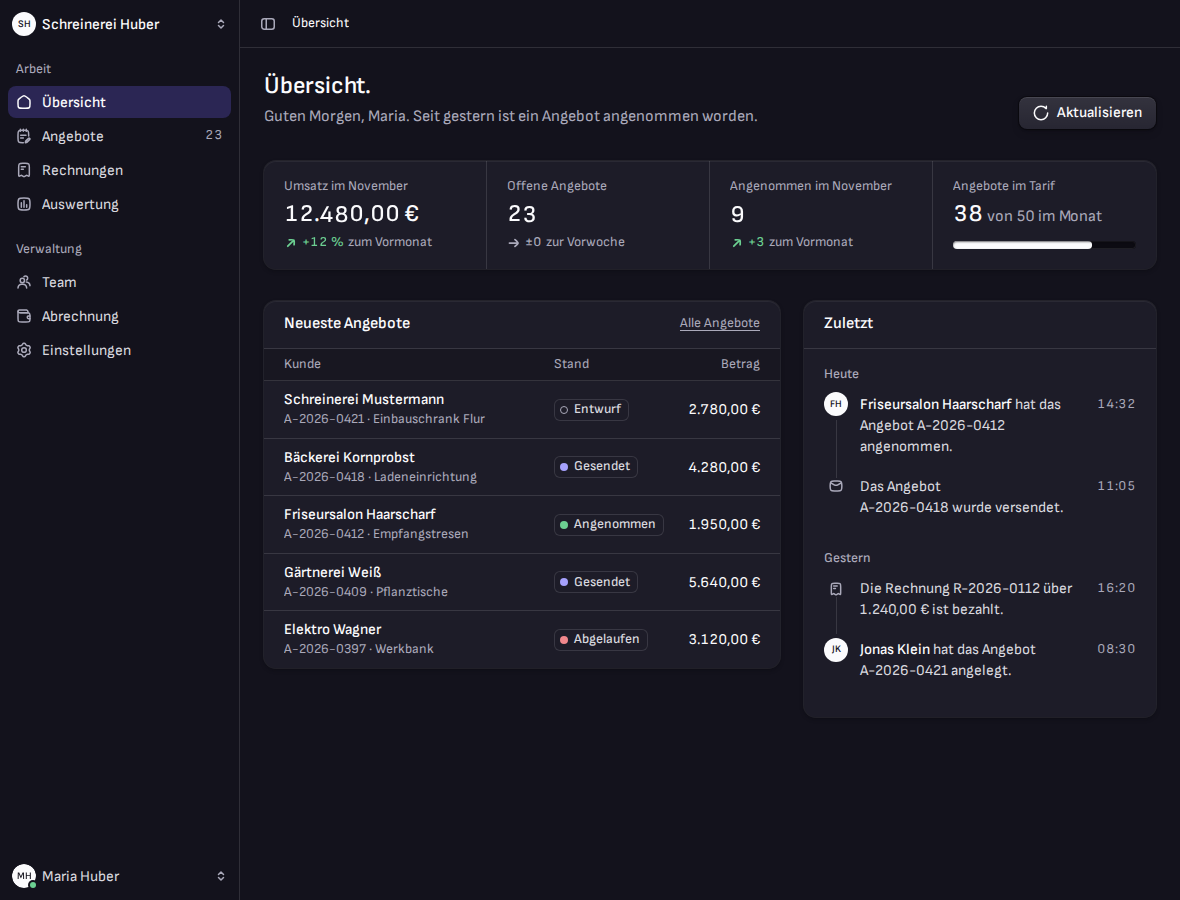 SH Schreinerei Huber
Arbeit
Übersicht
Angebote 23
Rechnungen
Auswertung
Verwaltung
Team
Abrechnung
Einstellungen
MH Maria Huber
Übersicht
Übersicht.
Guten Morgen, Maria. Seit gestern ist ein Angebot angenommen worden.
Aktualisieren
Umsatz im November
12.480,00 €
+12 % zum Vormonat
Offene Angebote
23
±0 zur Vorwoche
Angenommen im November
9
+3 zum Vormonat
Angebote im Tarif
38 von 50 im Monat
Neueste Angebote Alle Angebote
Kunde Stand Betrag
Schreinerei Mustermann
A-2026-0421 · Einbauschrank Flur
Entwurf 2.780,00 €
Bäckerei Kornprobst
A-2026-0418 · Ladeneinrichtung
Gesendet 4.280,00 €
Friseursalon Haarscharf
A-2026-0412 · Empfangstresen
Angenommen 1.950,00 €
Gärtnerei Weiß
A-2026-0409 · Pflanztische
Gesendet 5.640,00 €
Elektro Wagner
A-2026-0397 · Werkbank
Abgelaufen 3.120,00 €
Zuletzt
Heute
FH Friseursalon Haarscharf hat das 14:32
Angebot A-2026-0412
angenommen.
Das Angebot 11:05
A-2026-0418 wurde versendet.
Gestern
Die Rechnung R-2026-0112 über 16:20
1.240,00 € ist bezahlt.
JK Jonas Klein hat das Angebot 08:30
A-2026-0421 angelegt.